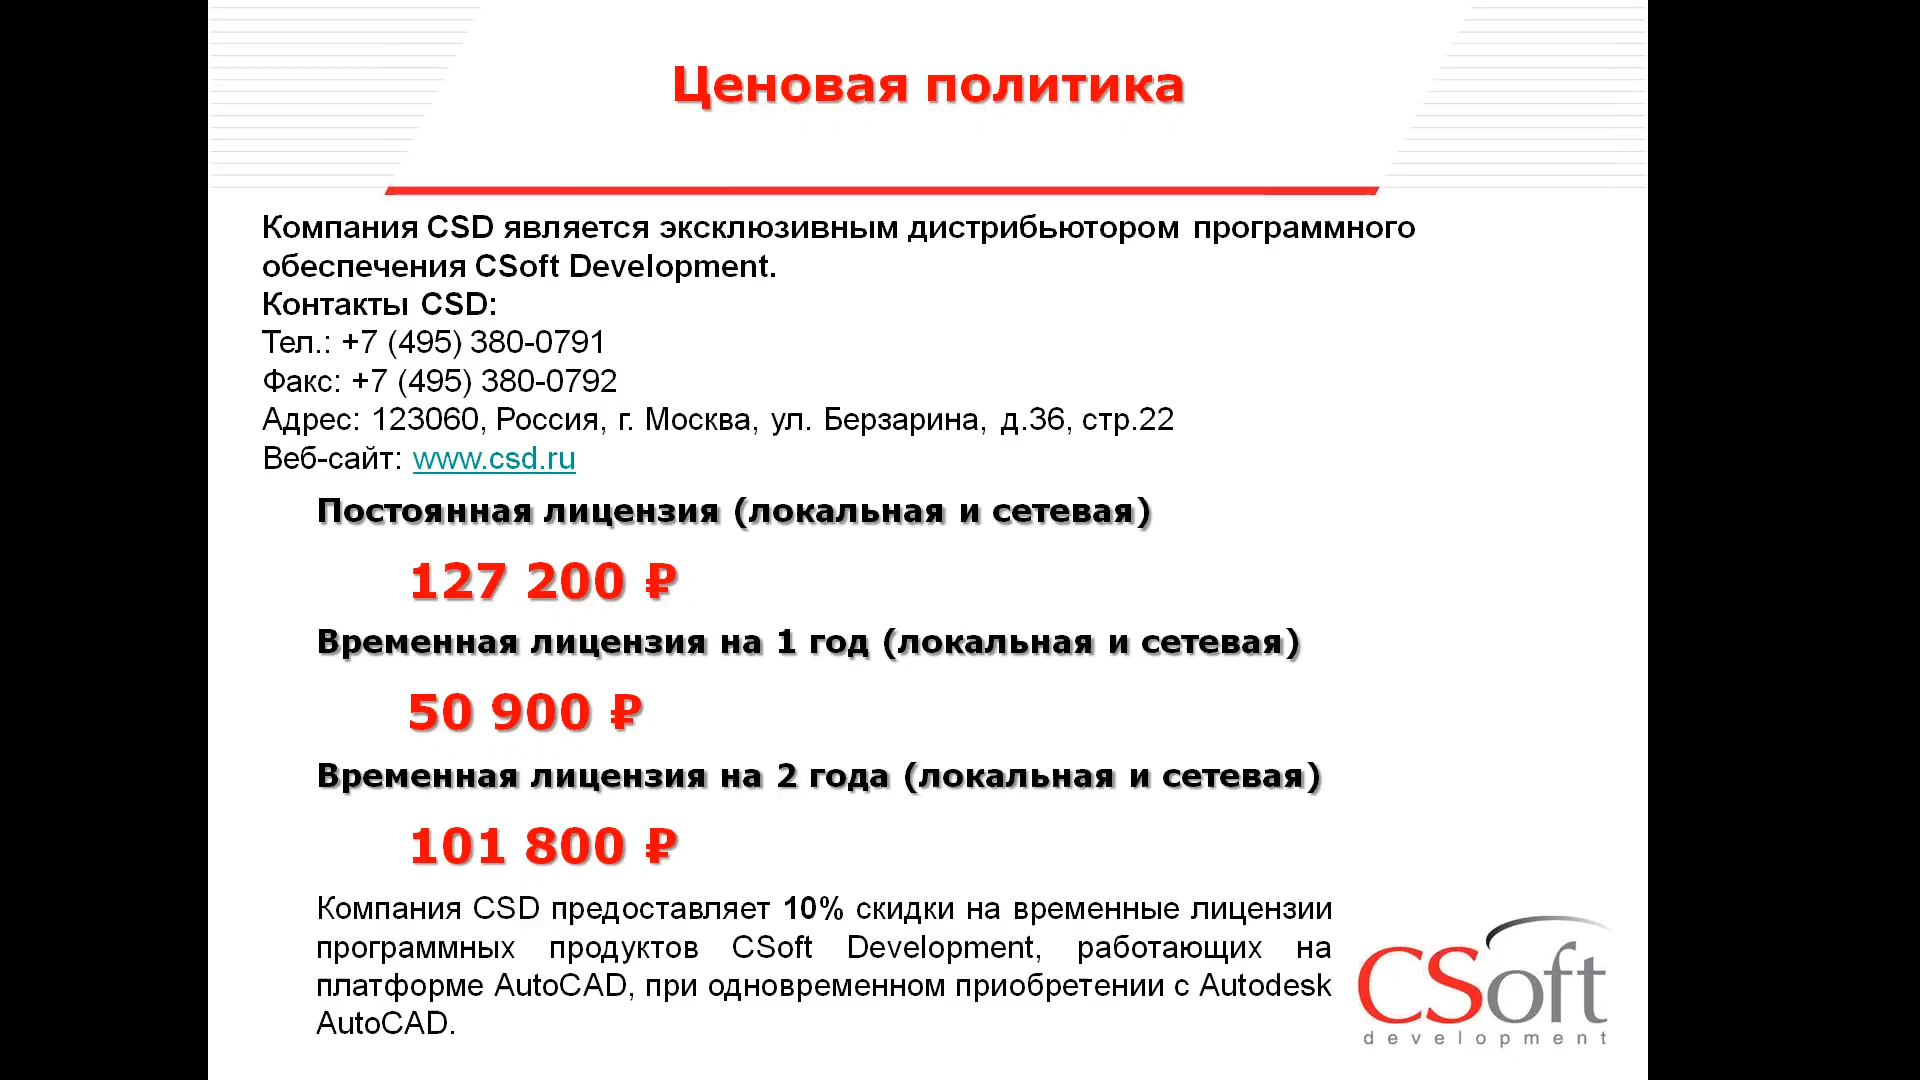 Ценовая политика
Компания CSD является эксклюзивным дистрибьютором программного
обеспечения CSoft Development.
Контакты CSD:
Тел.: +7 (495) 380-0791
Факс: +7 (495) 380-0792
Адрес: 123060, Россия, г. Москва, ул. Берзарина, д.36, стр.22
Веб-сайт: www.csd.ru
Постоянная лицензия (локальная и сетевая)
127 200 ₽
Временная лицензия на 1 год (локальная и сетевая)
50 900 ₽
Временная лицензия на 2 года (локальная и сетевая)
101 800 ₽
Компания CSD предоставляет 10% скидки на временные лицензии
программных продуктов CSoft Development, работающих на
платформе AutoCAD, при одновременном приобретении с Autodesk
AutoCAD.
CSoft
development